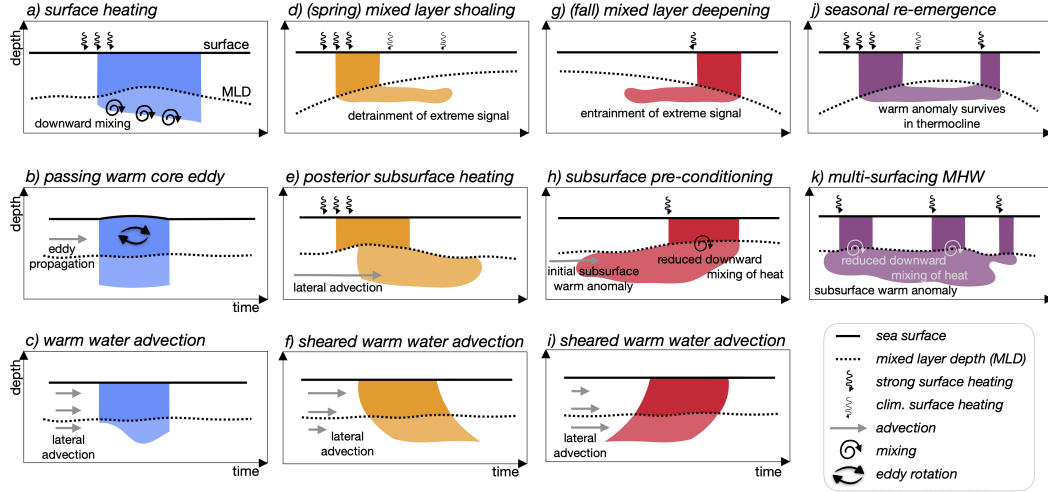 a) surface heating
depth
surface
MLD
downward mixing
d) (spring) mixed layer shoaling
detrainment of extreme signal
g) (fall) mixed layer deepening
entrainment of extreme signal
j) seasonal re-emergence
warm anomaly survives
in thermocline
b) passing warm core eddy
depth
eddy
propagation
time
e) posterior subsurface heating
lateral advection
h) subsurface pre-conditioning
reduced downward
mixing of heat
initial subsurface
warm anomaly
k) multi-surfacing MHW
reduced downward
mixing of heat
subsurface warm anomaly
time
c) warm water advection
depth
lateral
advection
time
f) sheared warm water advection
lateral
advection
time
i) sheared warm water advection
lateral
advection
time
sea surface
mixed layer depth (MLD)
strong surface heating
clim. surface heating
advection
mixing
eddy rotation